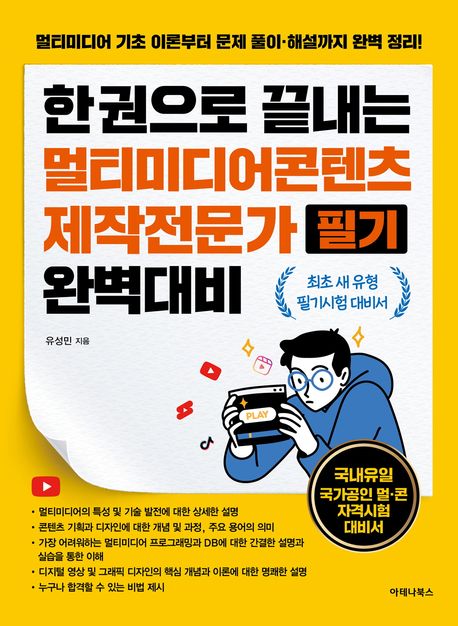 멀티미디어 기초 이론부터 문제 풀이·해설까지 완벽 정리!
한 권으로 끝내는
멀티미디어콘텐츠
제작전문가 필기
완벽대비
최초 새 유형
필기시험 대비서
유성민 지음
PLAY
국내유일
국가공인 멀·콘
자격시험
대비서
• 멀티미디어의 특성 및 기술 발전에 대한 상세한 설명
• 콘텐츠 기획과 디자인에 대한 개념 및 과정, 주요 용어의 의미
• 가장 어려워하는 멀티미디어 프로그래밍과 DB에 대한 간결한 설명과
실습을 통한 이해
• 디지털 영상 및 그래픽 디자인의 핵심 개념과 이론에 대한 명쾌한 설명
• 누구나 합격할 수 있는 비법 제시
아테나북스